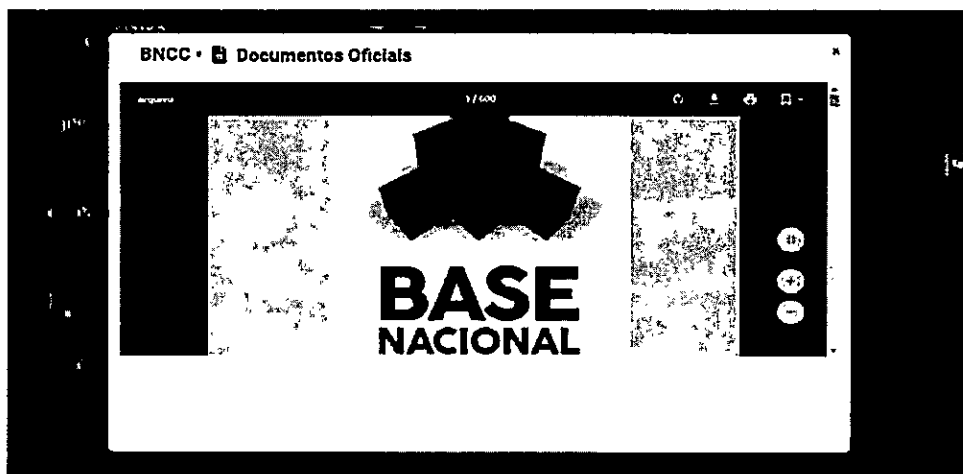 BNCC • Documentos Oficiais
Arquivo
1 / 600
BASE
NACIONAL